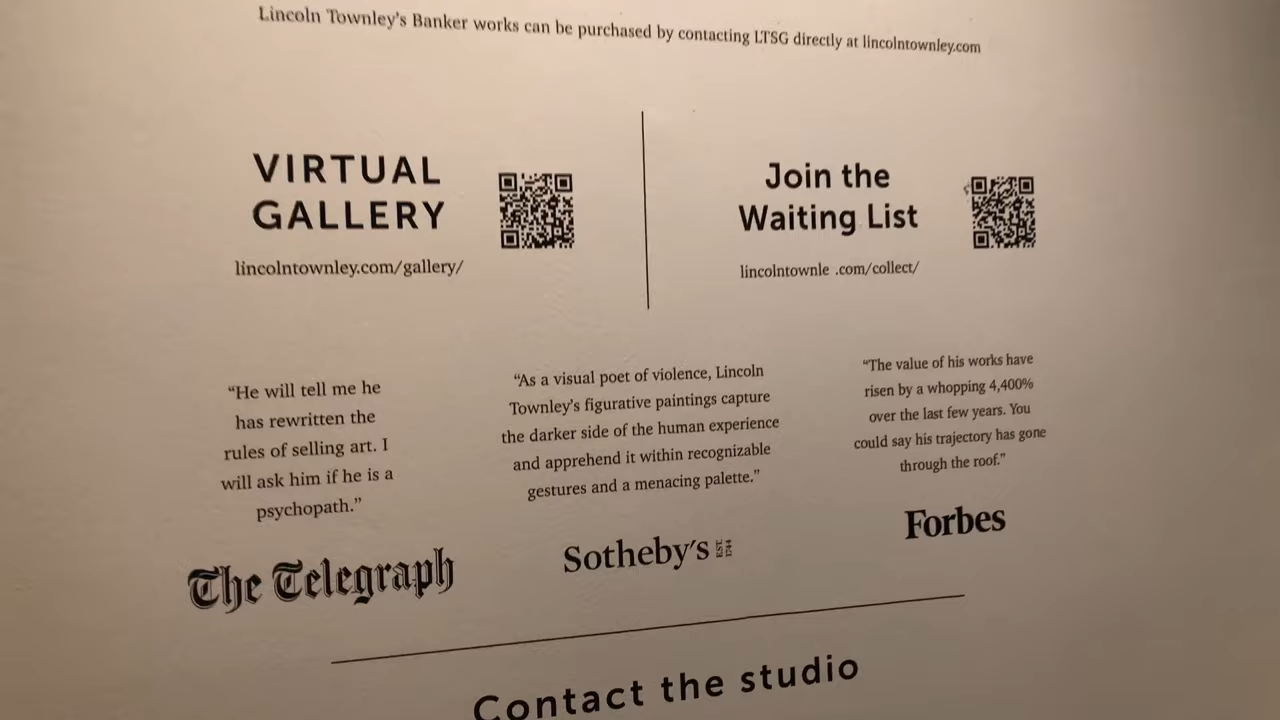 Lincoln Townley's Banker works can be purchased by contacting LTSG directly at lincolntownley.com
VIRTUAL
GALLERY
lincolntownley.com/gallery/
Join the
Waiting List
lincolntownle .com/collect/
“He will tell me he
has rewritten the
rules of selling art. I
will ask him if he is a
psychopath.”
The Telegraph
“As a visual poet of violence, Lincoln
Townley's figurative paintings capture
the darker side of the human experience
and apprehend it within recognizable
gestures and a menacing palette.”
Sotheby's EST. 1744
“The value of his works have
risen by a whopping 4,400%
over the last few years. You
could say his trajectory has gone
through the roof.”
Forbes
Contact the studio